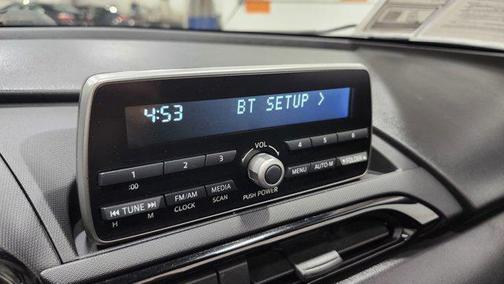 4:53 BT SETUP >
1 2 3 4 5 6
:00
VOL
MENU AUTO-M
TUNE FM/AM MEDIA
H M CLOCK SCAN
PUSH POWER